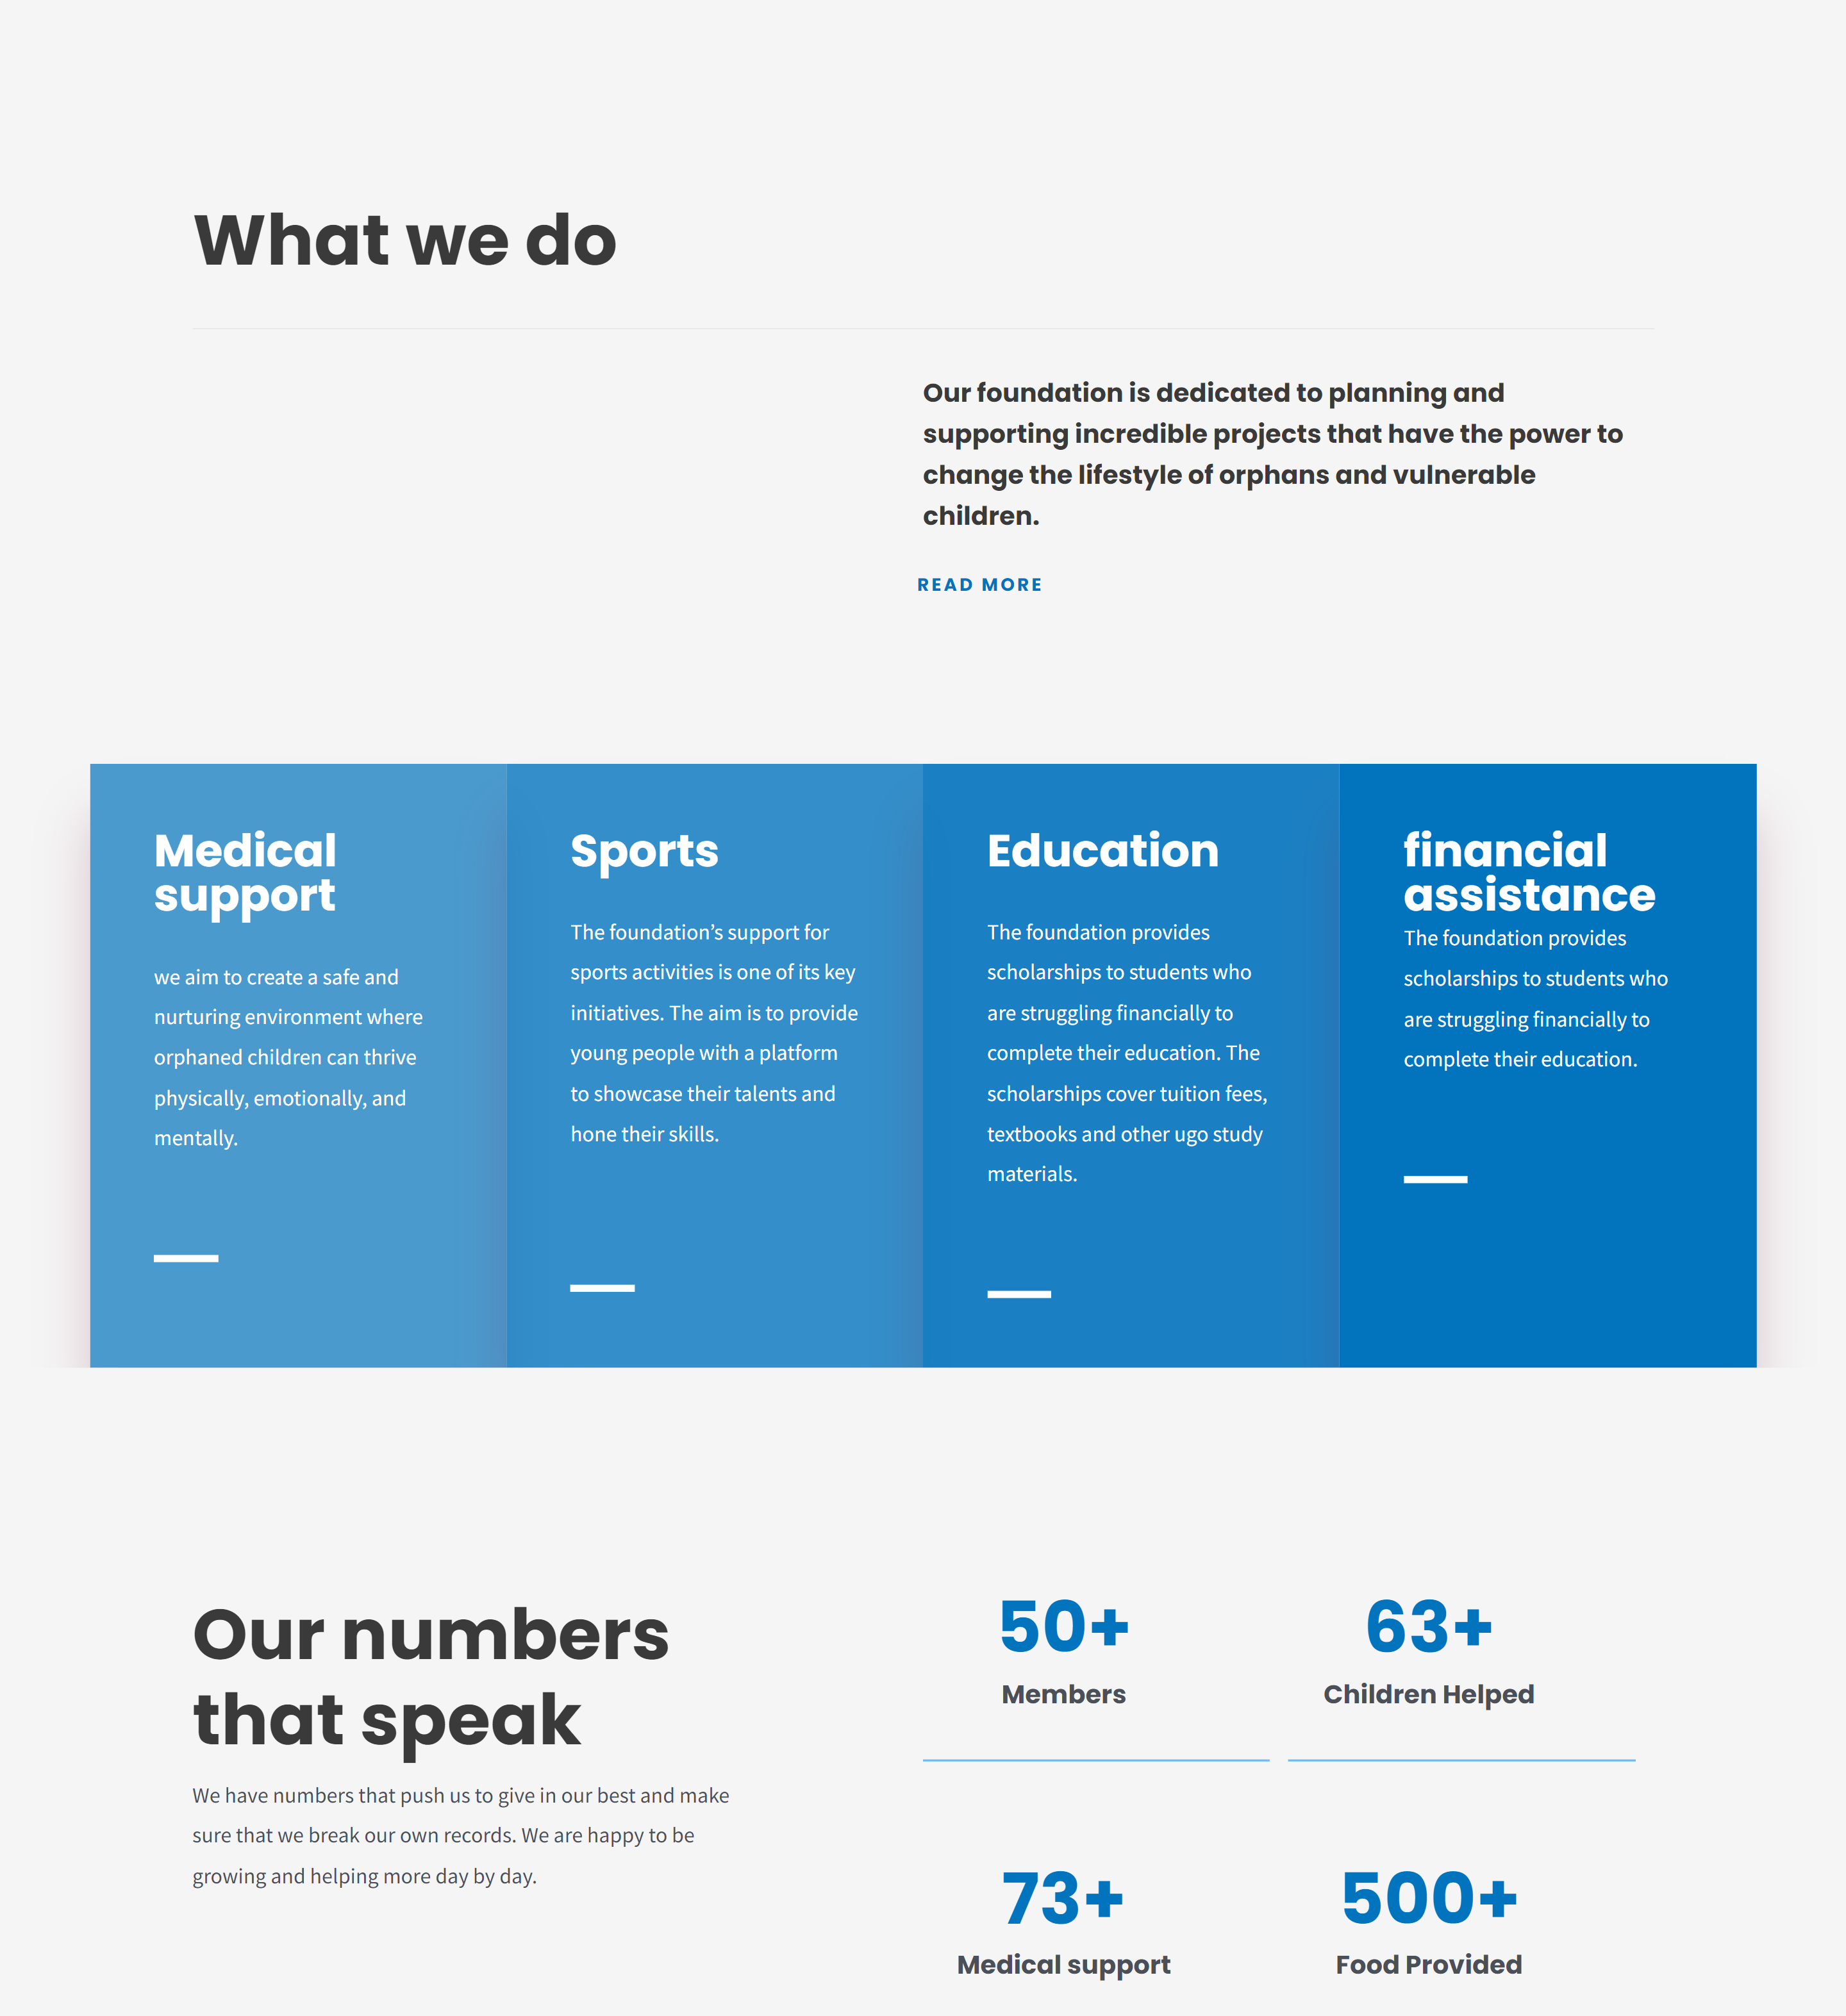 What we do
Our foundation is dedicated to planning and
supporting incredible projects that have the power to
change the lifestyle of orphans and vulnerable
children.
READ MORE
Medical
support
we aim to create a safe and
nurturing environment where
orphaned children can thrive
physically, emotionally, and
mentally.
Sports
The foundation’s support for
sports activities is one of its key
initiatives. The aim is to provide
young people with a platform
to showcase their talents and
hone their skills.
Education
The foundation provides
scholarships to students who
are struggling financially to
complete their education. The
scholarships cover tuition fees,
textbooks and other ugo study
materials.
financial
assistance
The foundation provides
scholarships to students who
are struggling financially to
complete their education.
Our numbers
that speak
We have numbers that push us to give in our best and make
sure that we break our own records. We are happy to be
growing and helping more day by day.
50+
Members
63+
Children Helped
73+
Medical support
500+
Food Provided